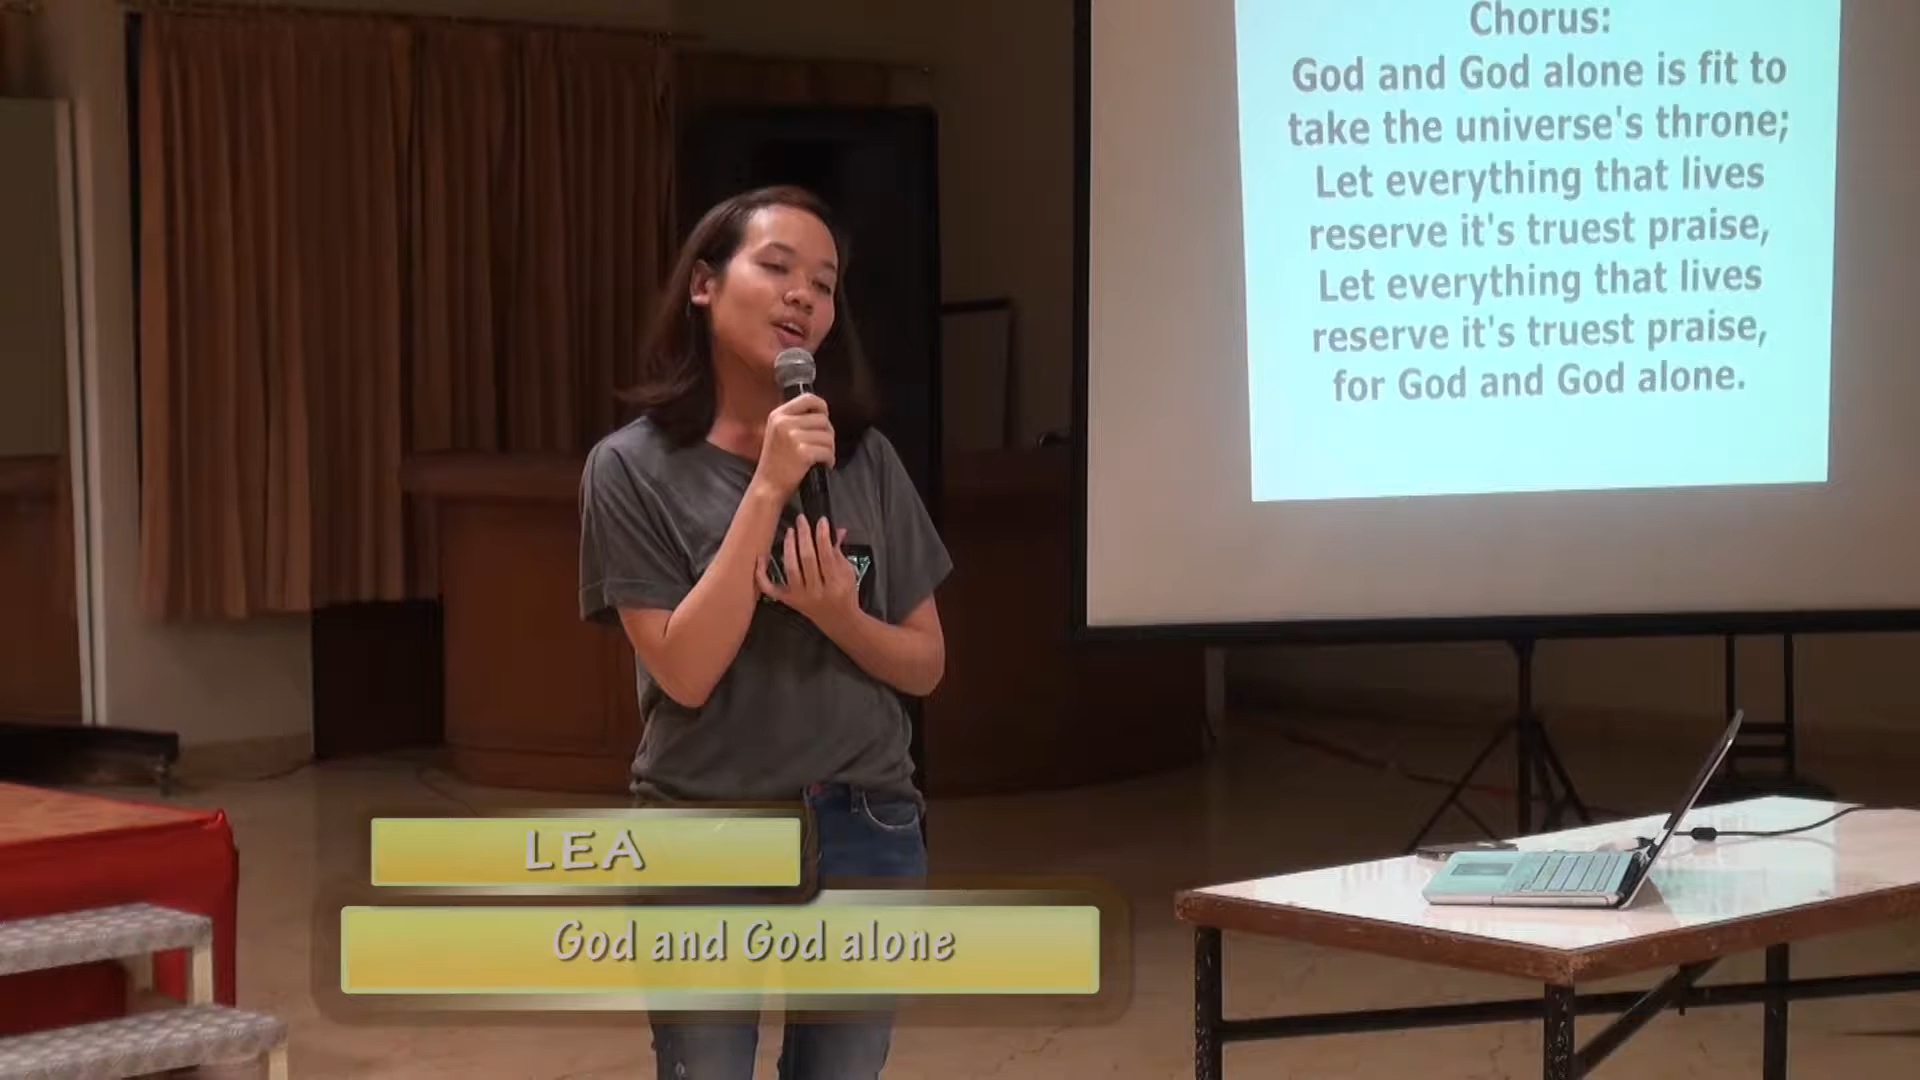 Chorus:
God and God alone is fit to
take the universe's throne;
Let everything that lives
reserve it's truest praise,
Let everything that lives
reserve it's truest praise,
for God and God alone.
LEA
God and God alone